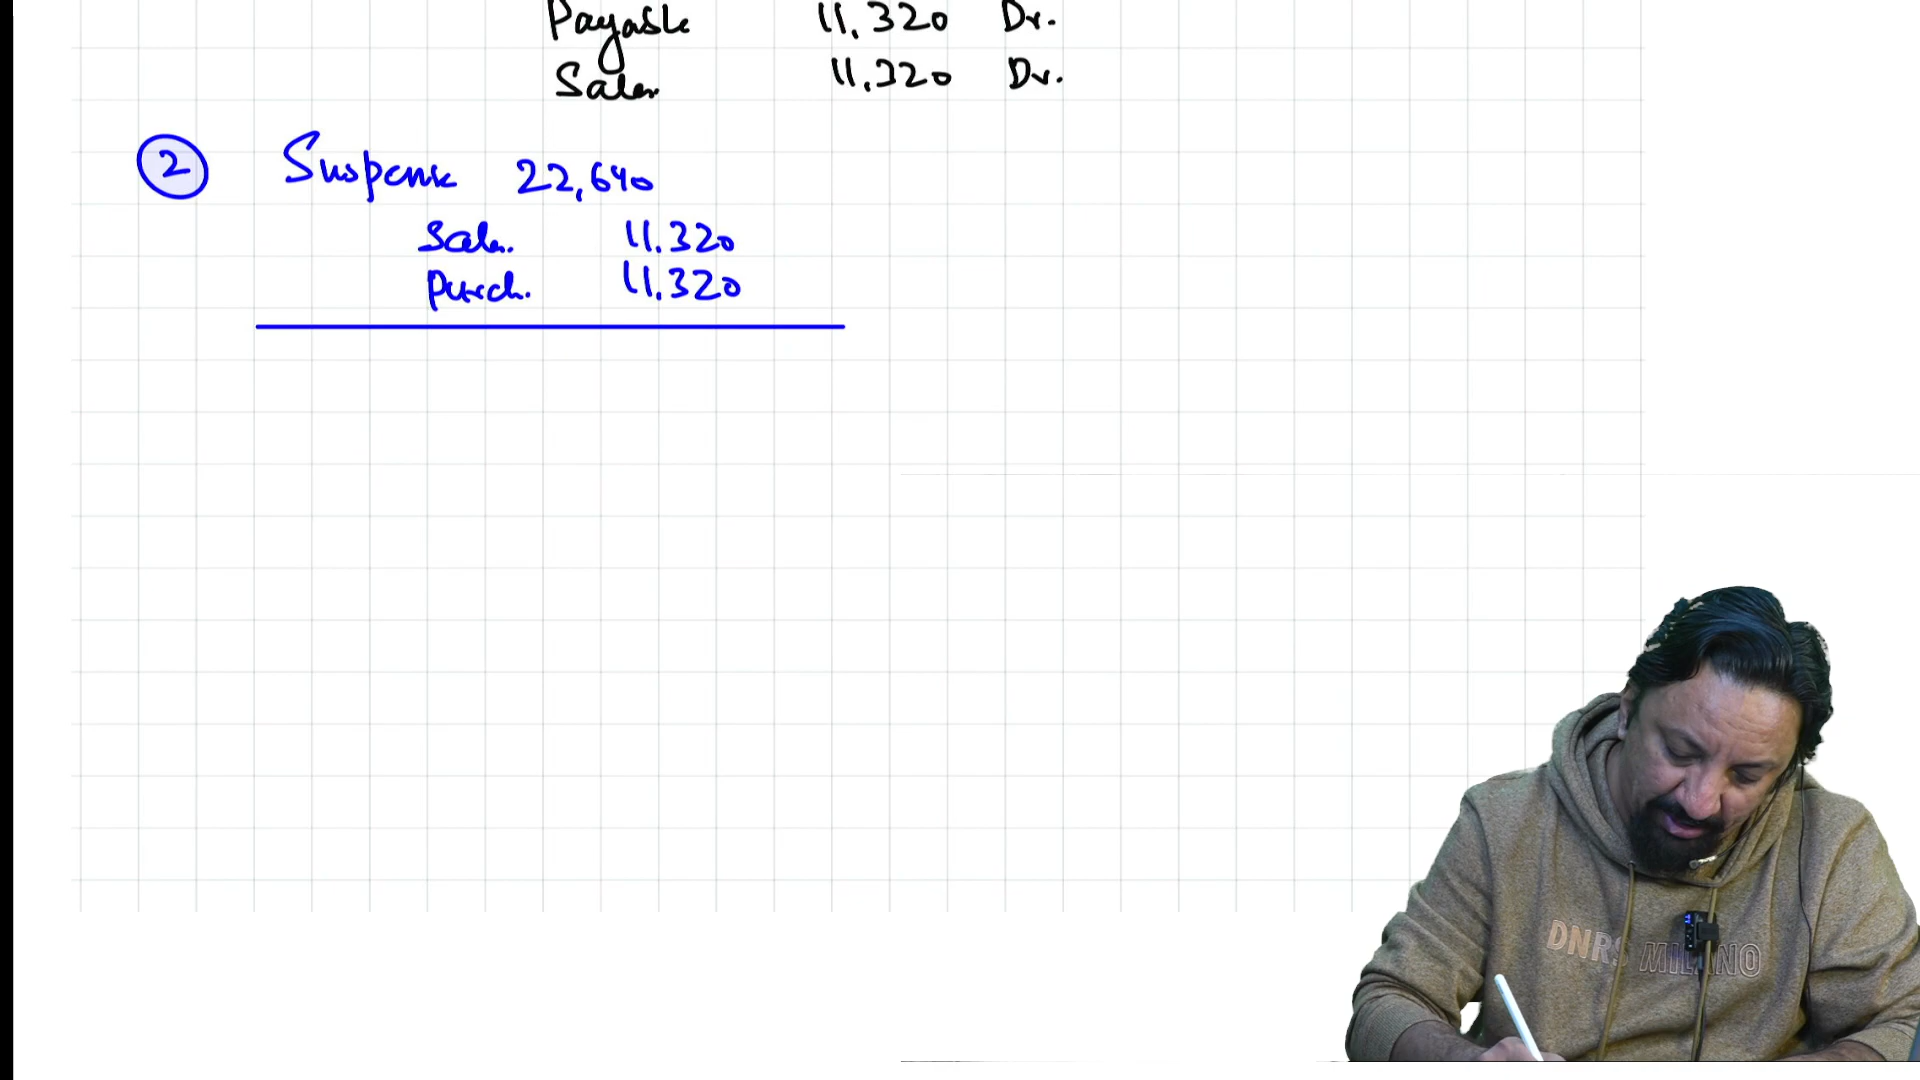 Payable 11,320 Dr.
Sales 11,320 Dr.
2 Suspense 22,640
Sales 11,320
Purch. 11,320
DNRS MILANO